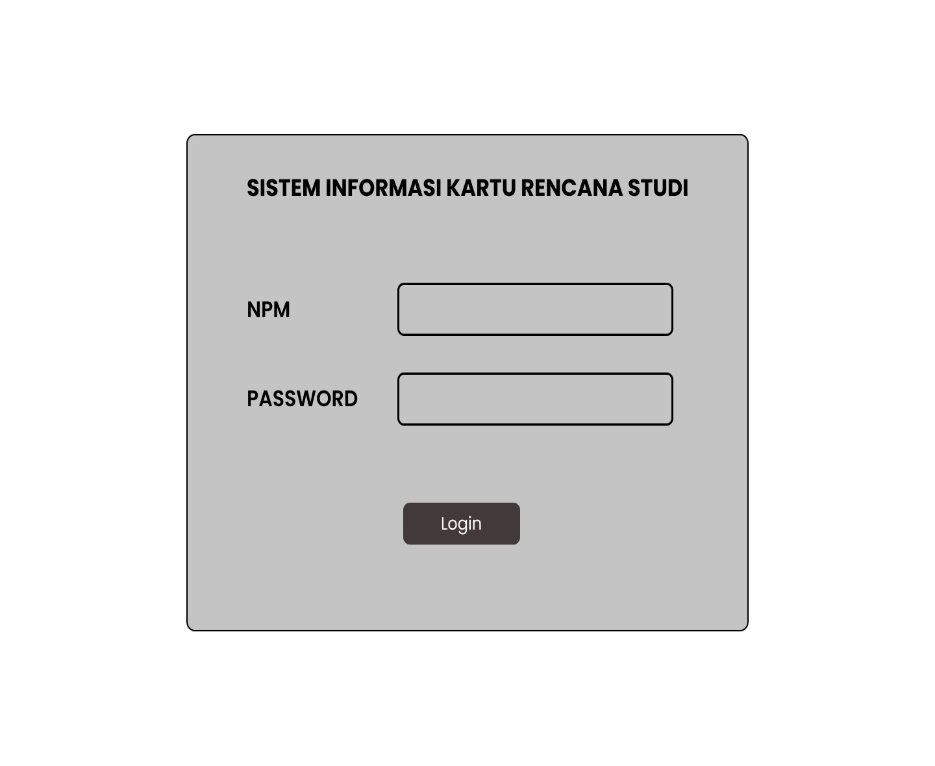 SISTEM INFORMASI KARTU RENCANA STUDI
NPM
PASSWORD
Login